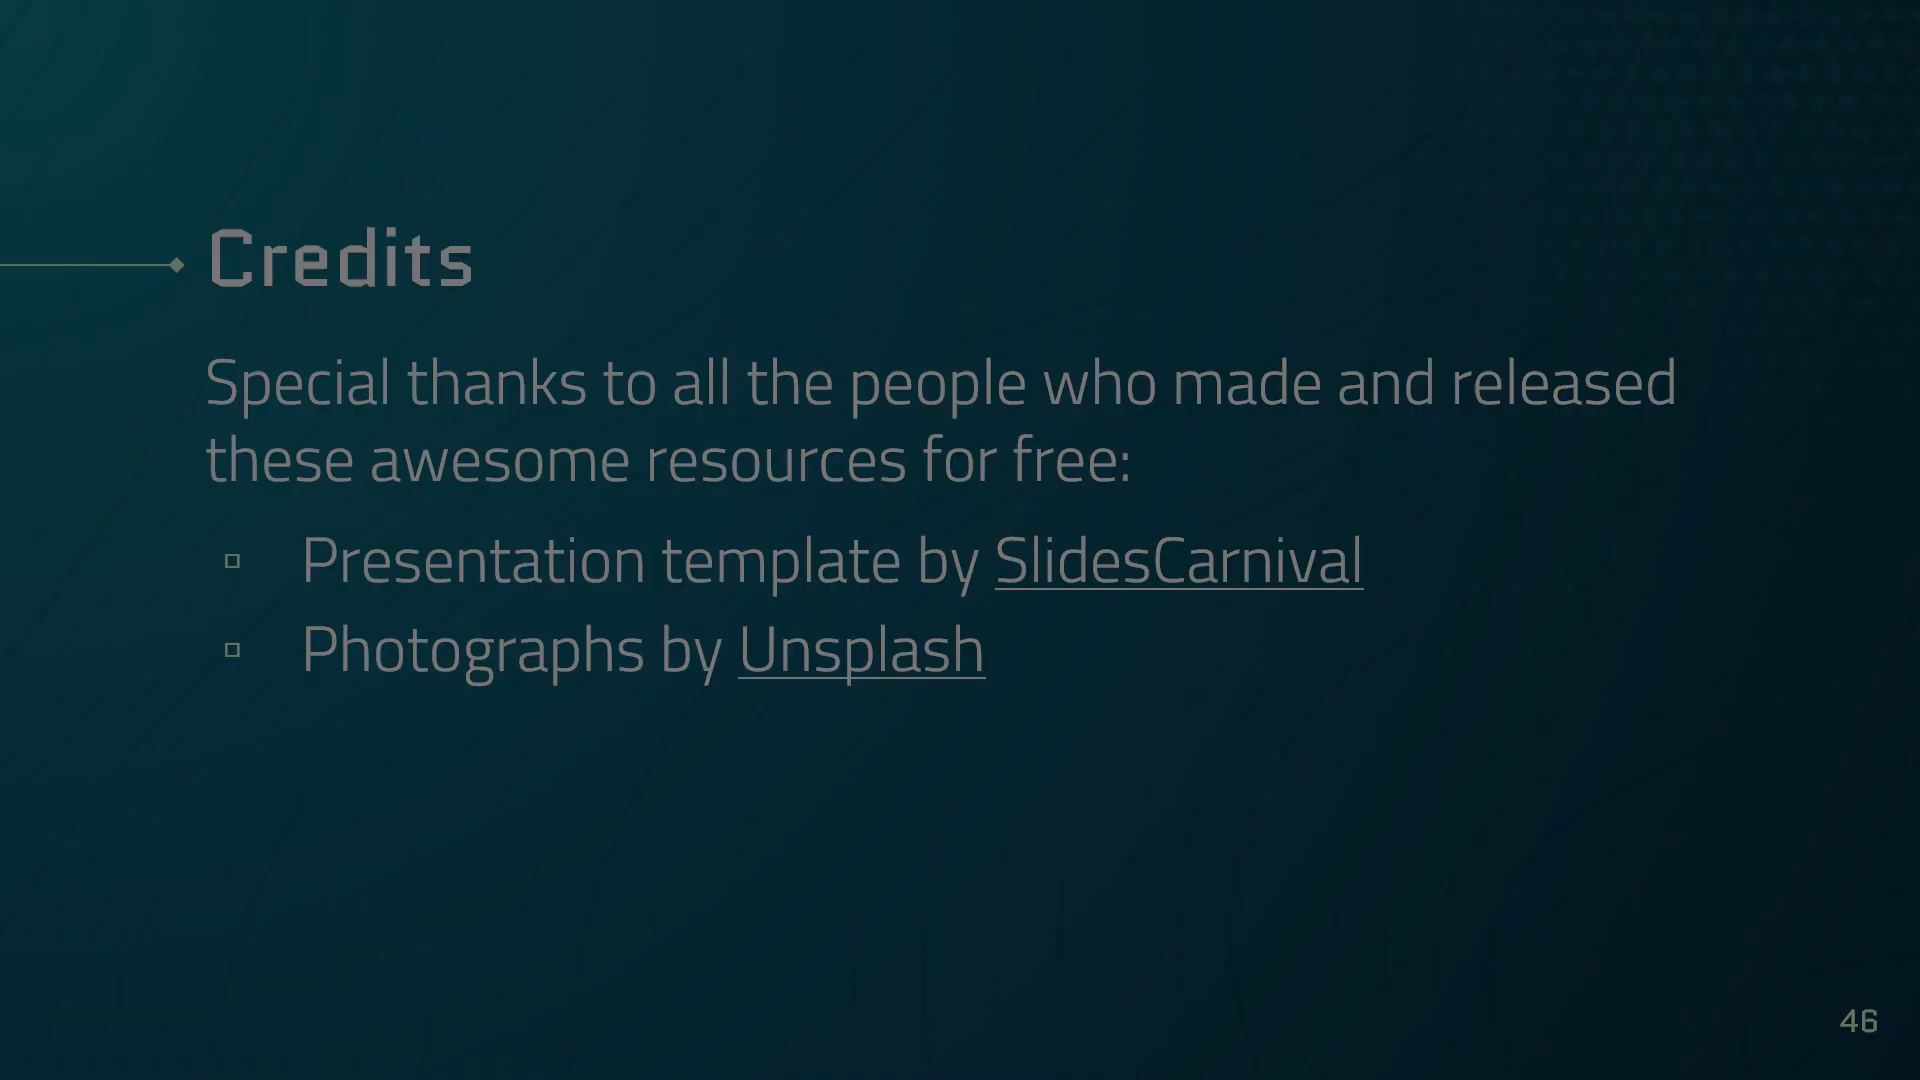 Credits
Special thanks to all the people who made and released
these awesome resources for free:
Presentation template by SlidesCarnival
Photographs by Unsplash
46